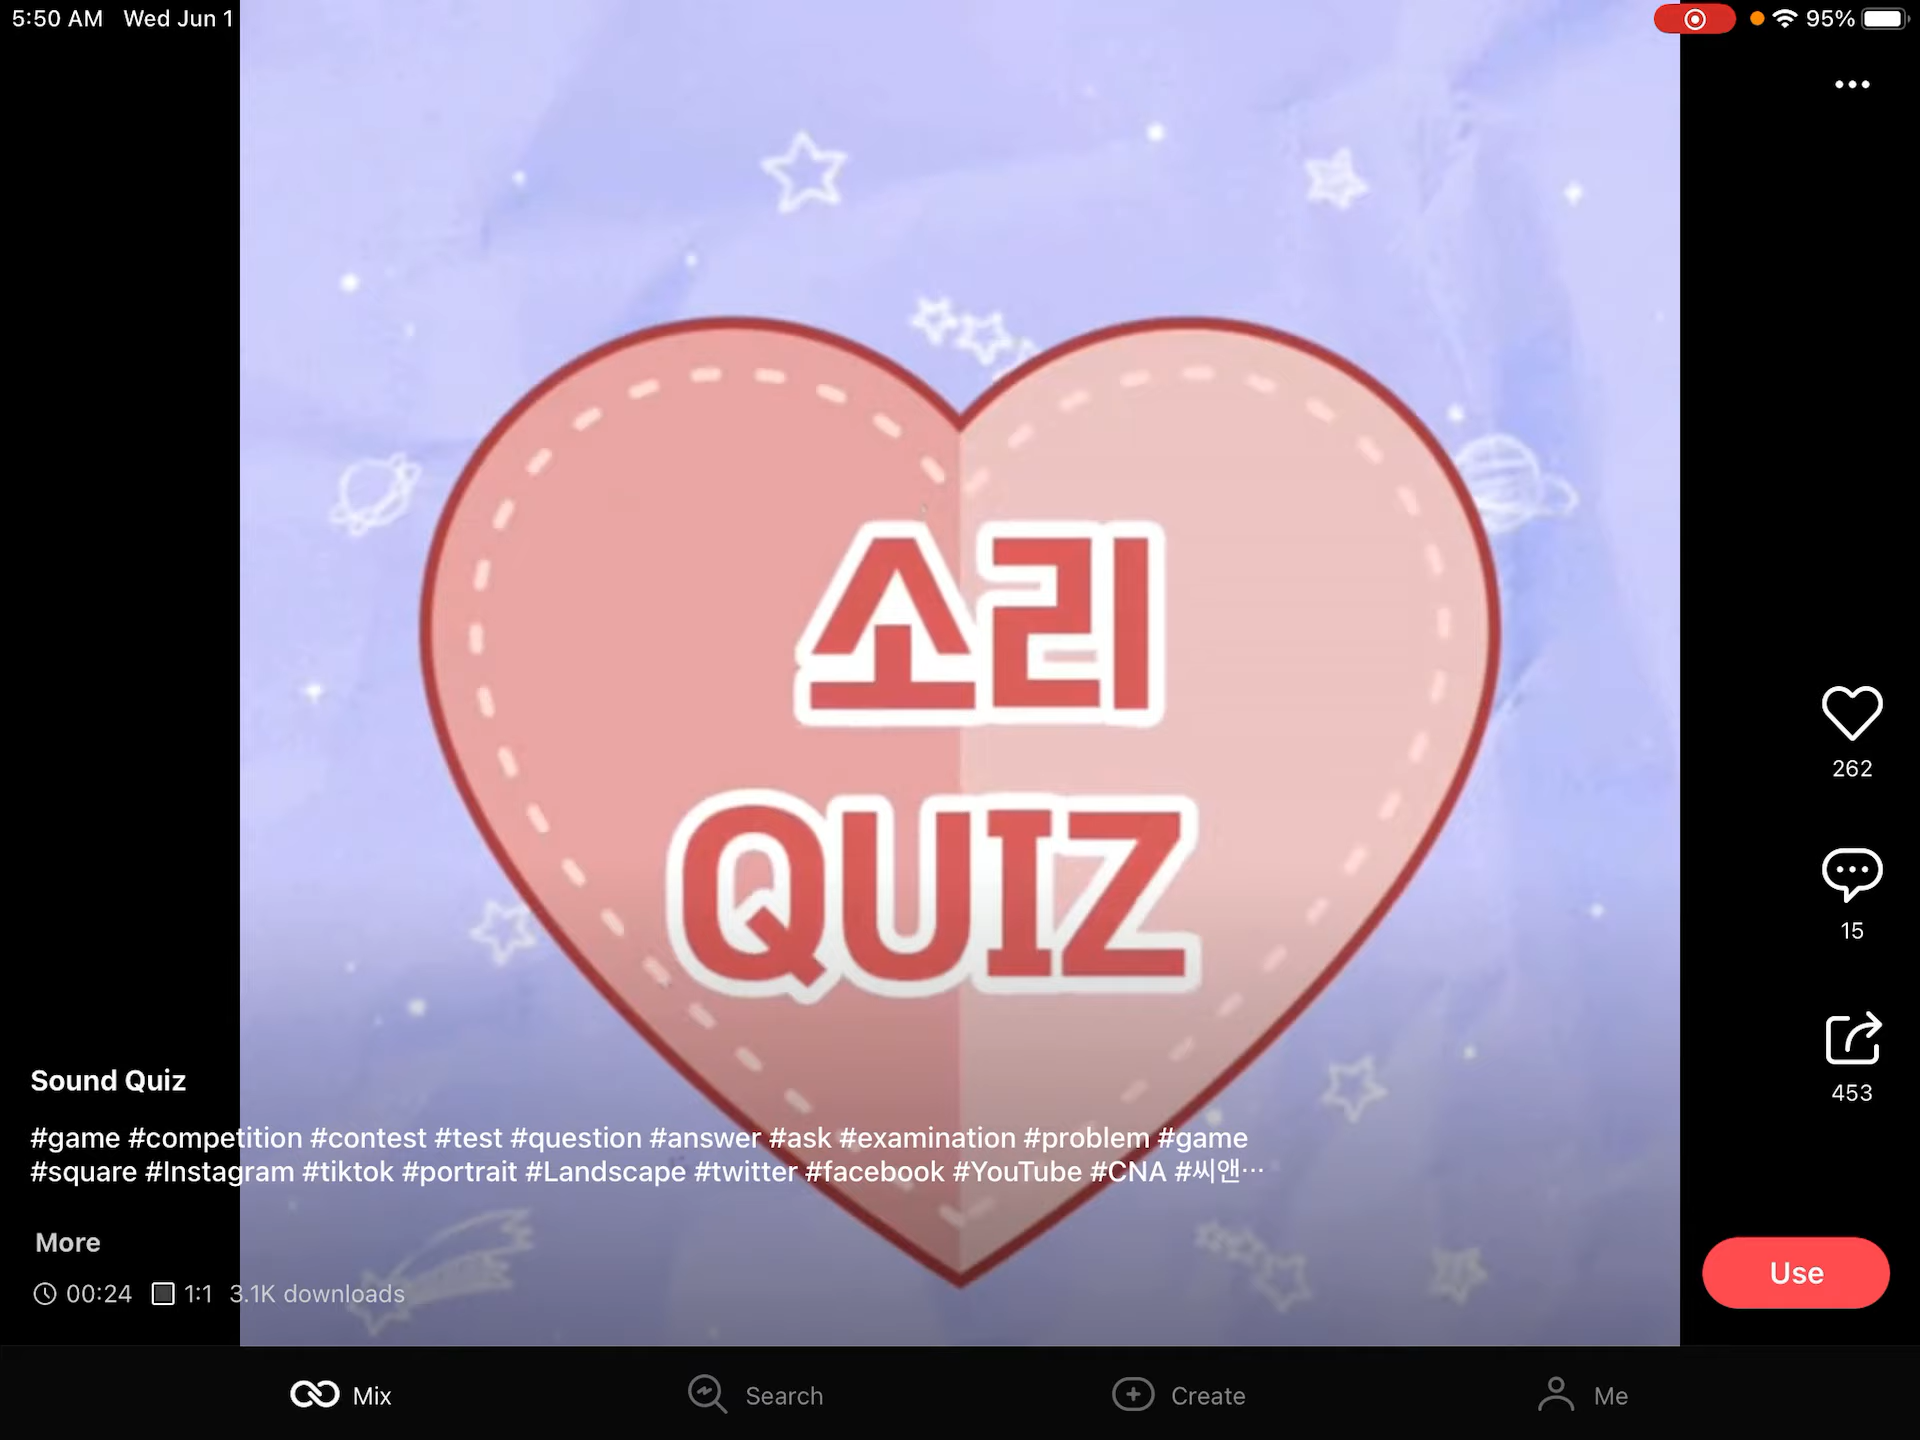 5:50 AM Wed Jun 1
95%
소리
QUIZ
262
15
453
Sound Quiz
#game #competition #contest #test #question #answer #ask #examination #problem #game
#square #Instagram #tiktok #portrait #Landscape #twitter #facebook #YouTube #CNA #씨앤…
More
00:24 1:1 3.1K downloads
Use
Mix Search Create Me